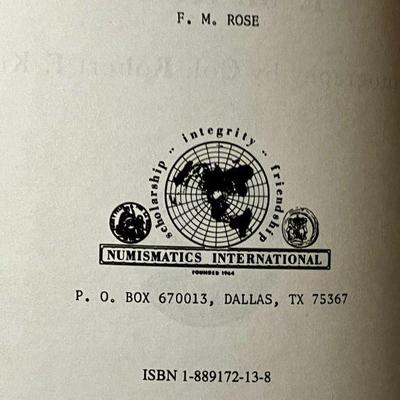 F. M. ROSE
scholarship .. integrity .. friendship
NUMISMATICS INTERNATIONAL
FOUNDED 1964
P. O. BOX 670013, DALLAS, TX 75367
ISBN 1-889172-13-8